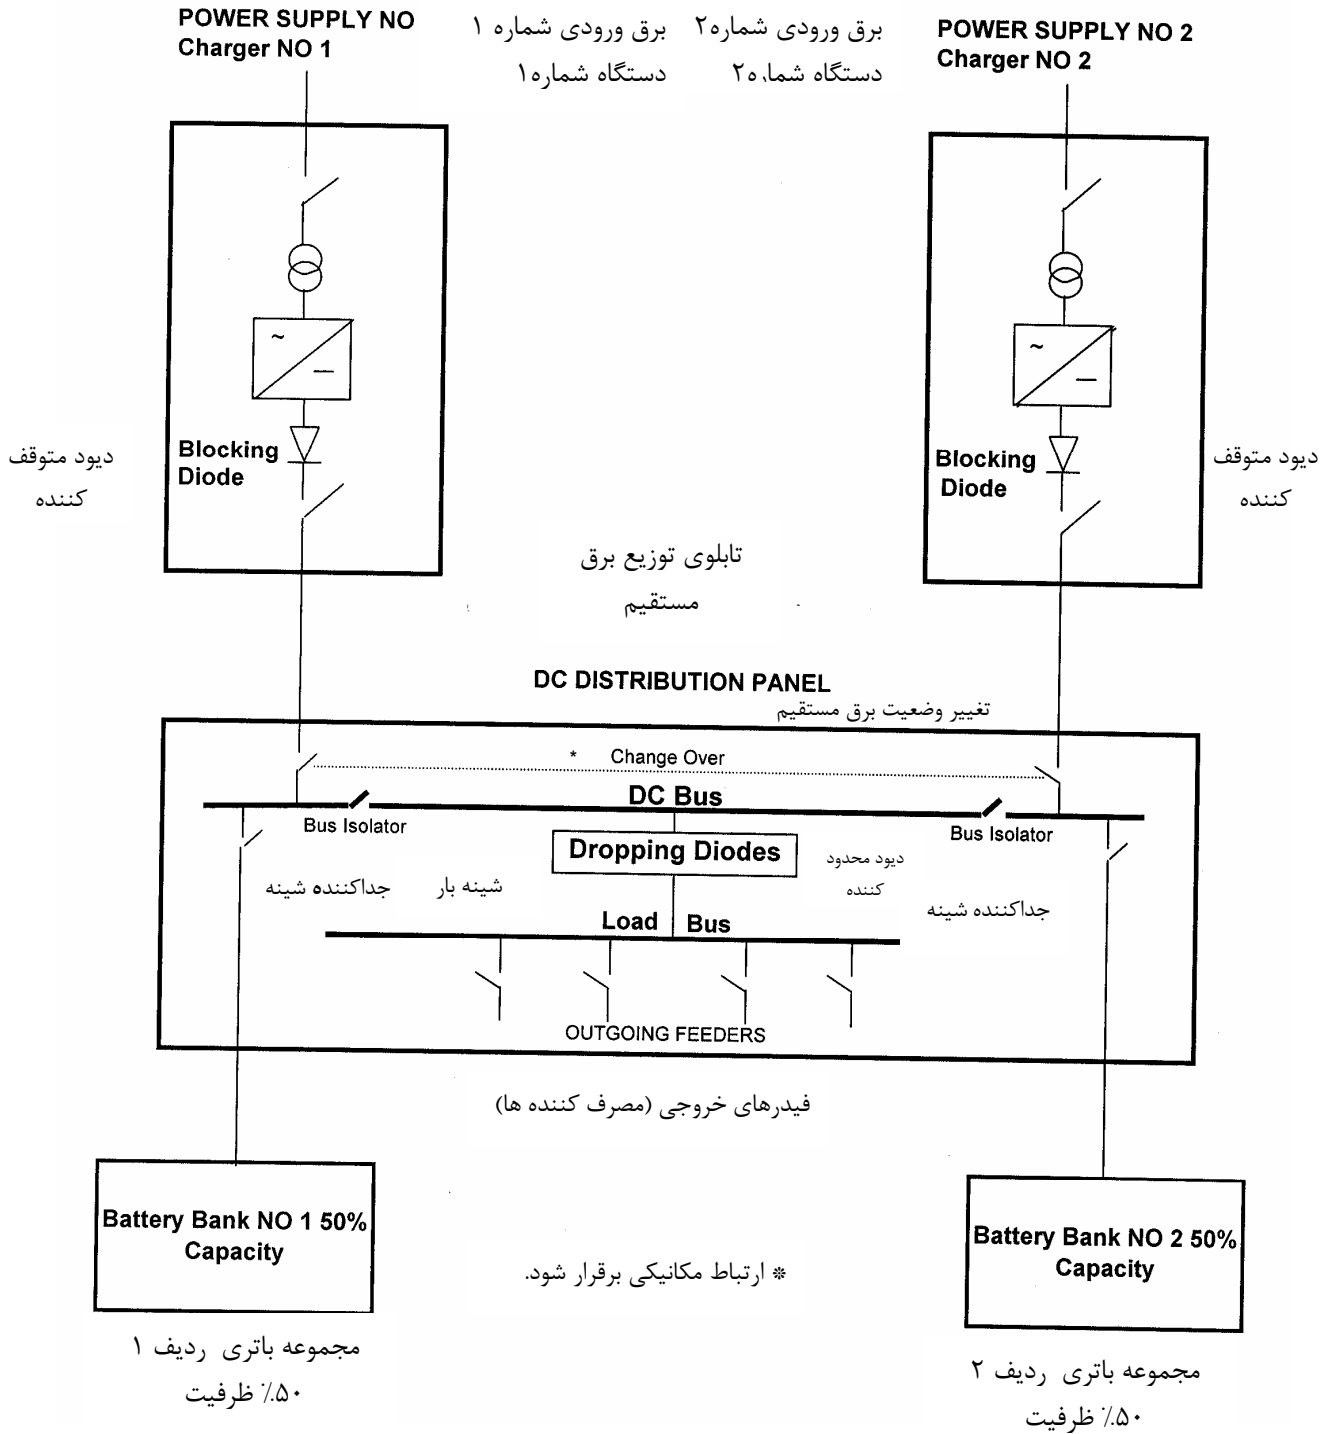 POWER SUPPLY NO
Charger NO 1
برق ورودی شماره ۱
دستگاه شماره۱
برق ورودی شماره۲
دستگاه شماره۲
POWER SUPPLY NO 2
Charger NO 2
~
~
Blocking
Diode
دیود متوقف
کننده
Blocking
Diode
دیود متوقف
کننده
تابلوی توزیع برق
مستقیم
DC DISTRIBUTION PANEL
تغییر وضعیت برق مستقیم
* Change Over
DC Bus
Bus Isolator
Bus Isolator
Dropping Diodes
دیود محدود
کننده
جداکننده شینه
شینه بار
جداکننده شینه
Load Bus
OUTGOING FEEDERS
فیدرهای خروجی (مصرف کننده ها)
Battery Bank NO 1 50%
Capacity
Battery Bank NO 2 50%
Capacity
* ارتباط مکانیکی برقرار شود.
مجموعه باتری ردیف ۱
۵۰٪ ظرفیت
مجموعه باتری ردیف ۲
۵۰٪ ظرفیت